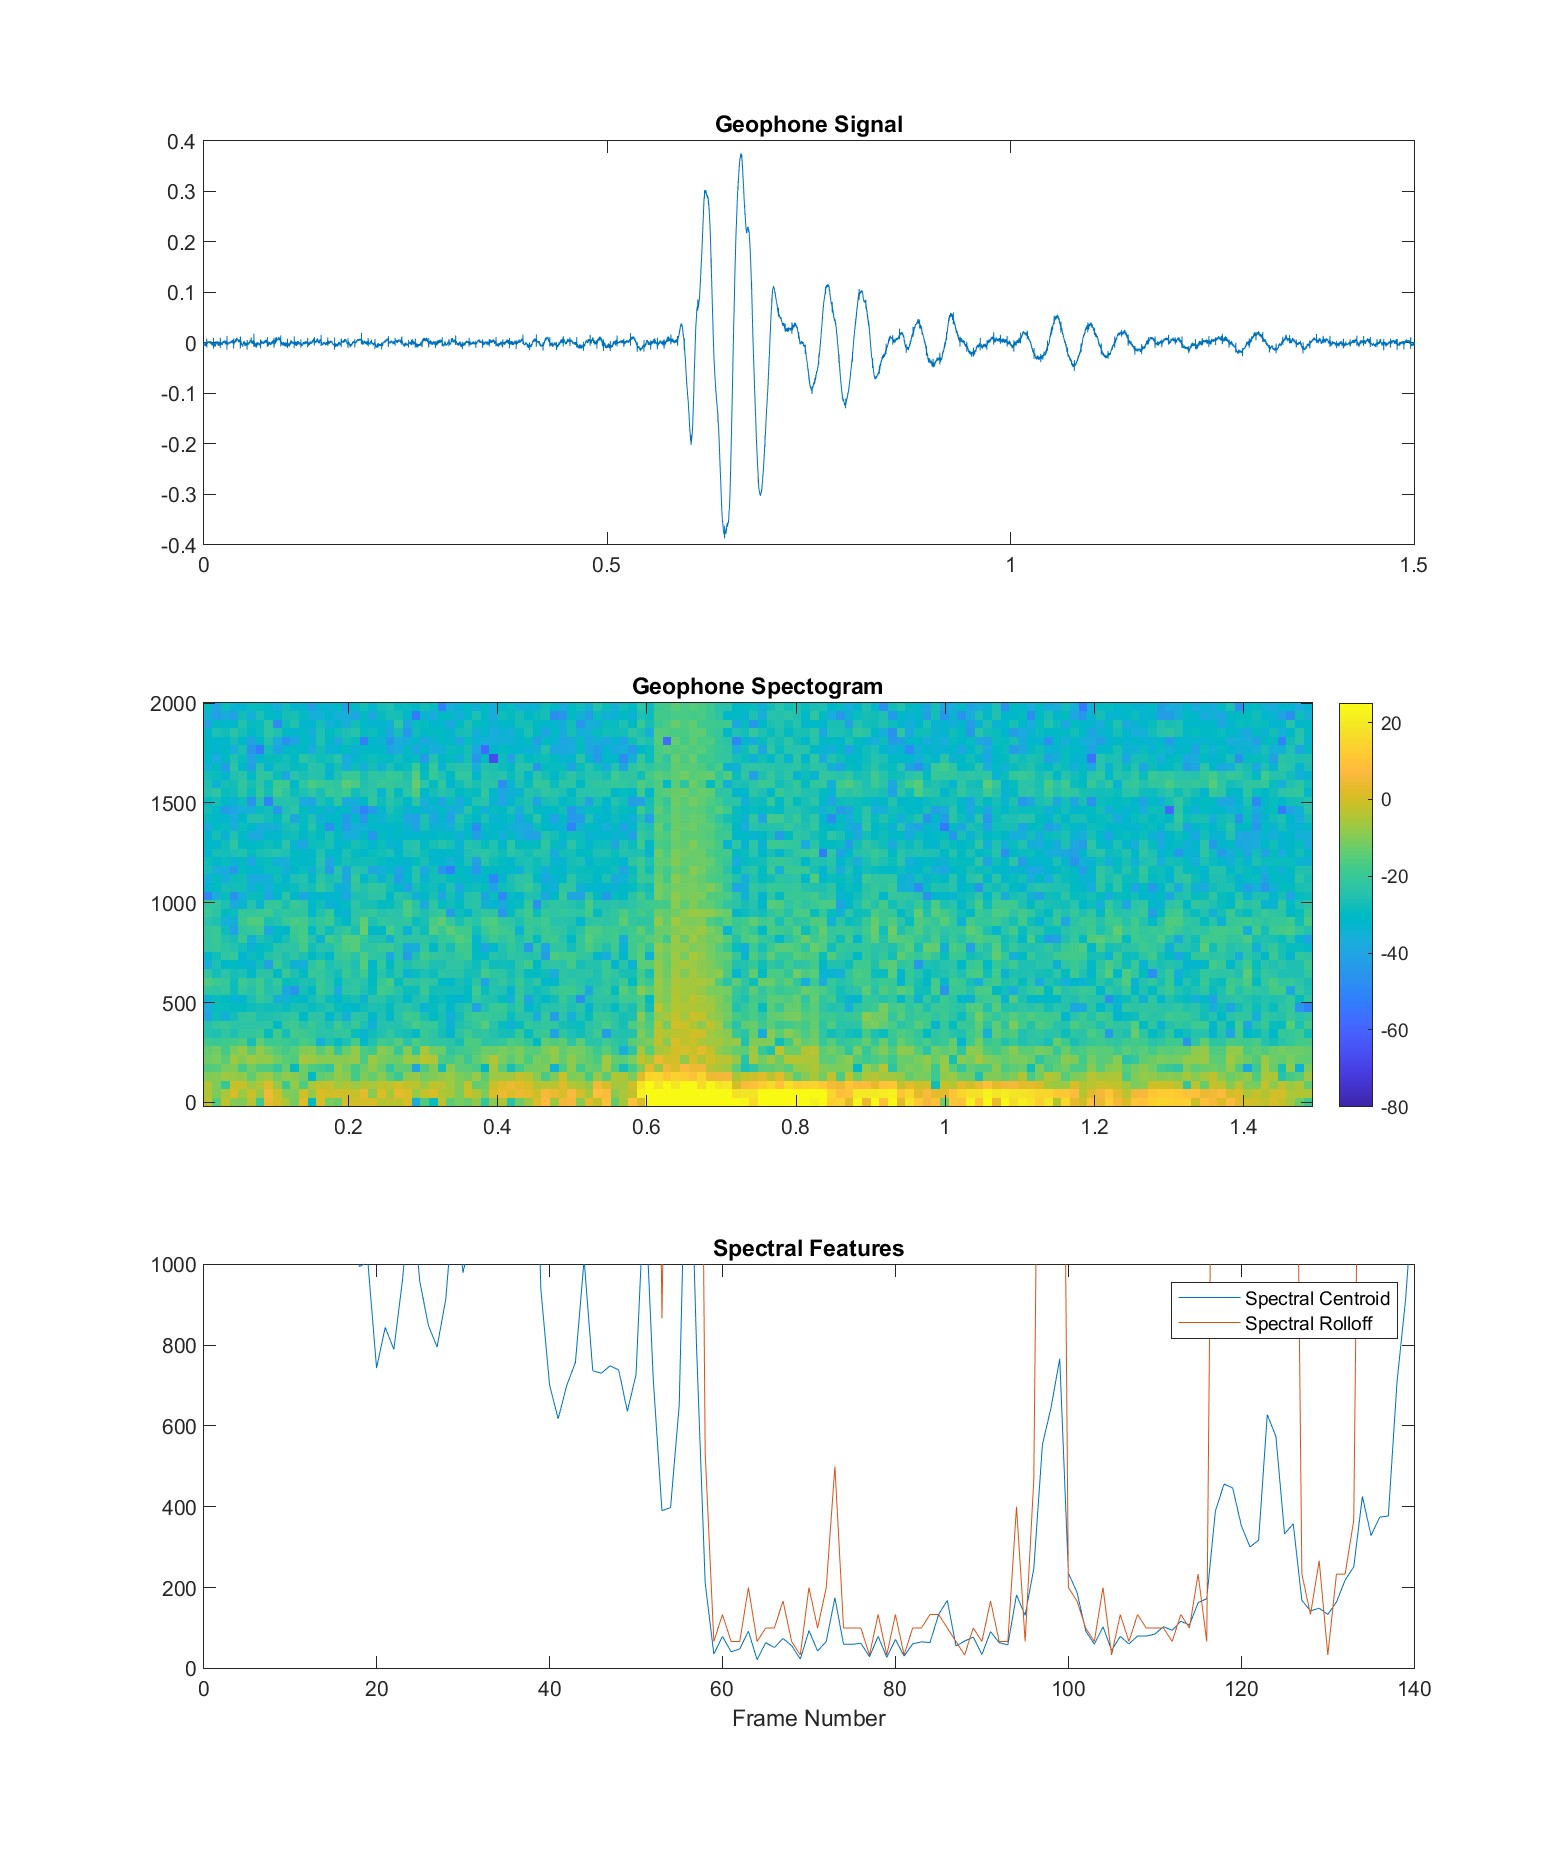 Geophone Signal
0.4
0.3
0.2
0.1
0
-0.1
-0.2
-0.3
-0.4
0 0.5 1 1.5
Geophone Spectogram
2000
1500
1000
500
0
0.2 0.4 0.6 0.8 1 1.2 1.4
20
0
-20
-40
-60
-80
Spectral Features
1000
800
600
400
200
0
Spectral Centroid
Spectral Rolloff
0 20 40 60 80 100 120 140
Frame Number